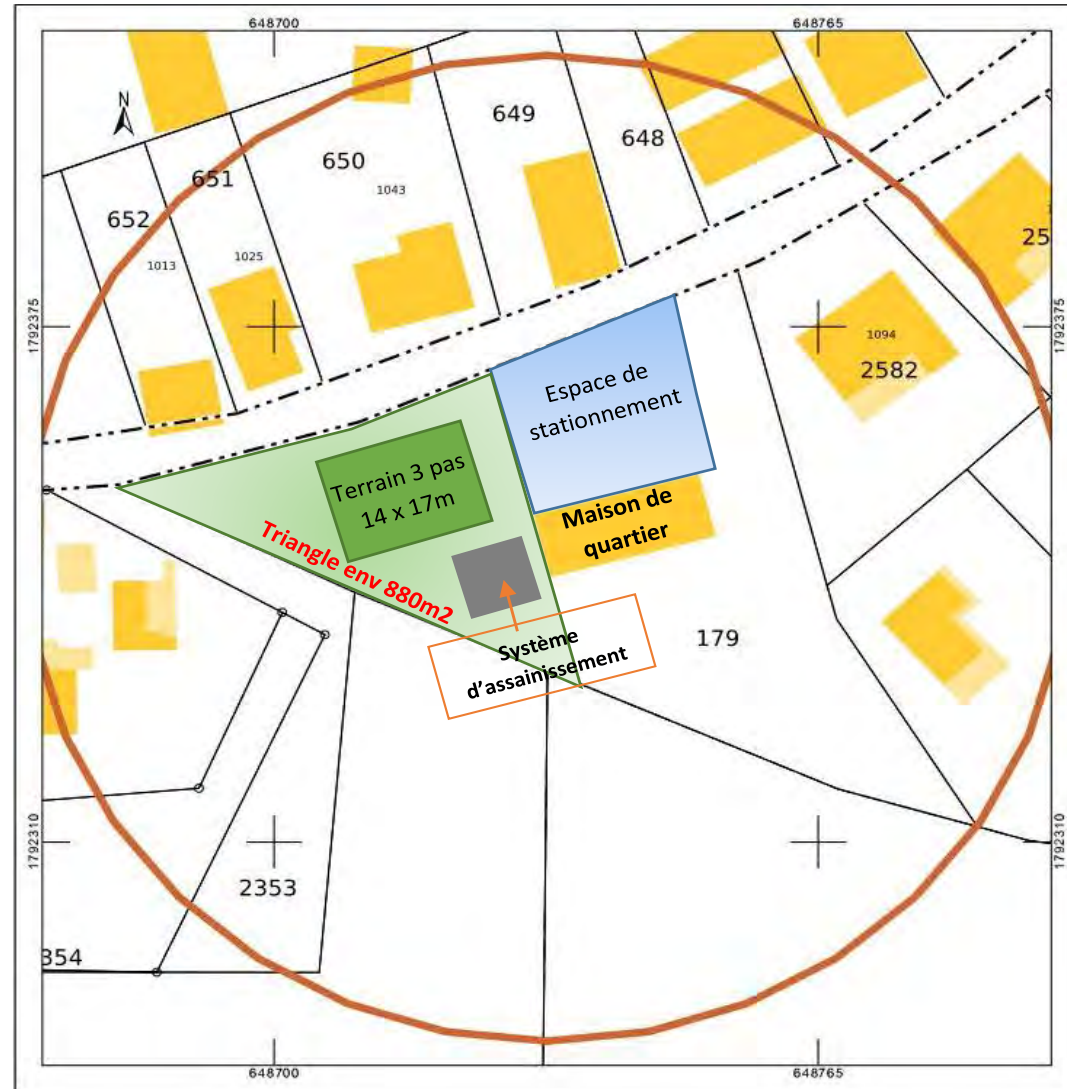 648700
648765
N
649
648
650
651
1043
652
1025
1013
25
1792375
1792375
1094
2582
Espace de
stationnement
Terrain 3 pas
14 x 17m
Maison de
quartier
Triangle env 880m2
Système
d'assainissement
179
1792310
1792310
2353
354
648700
648765